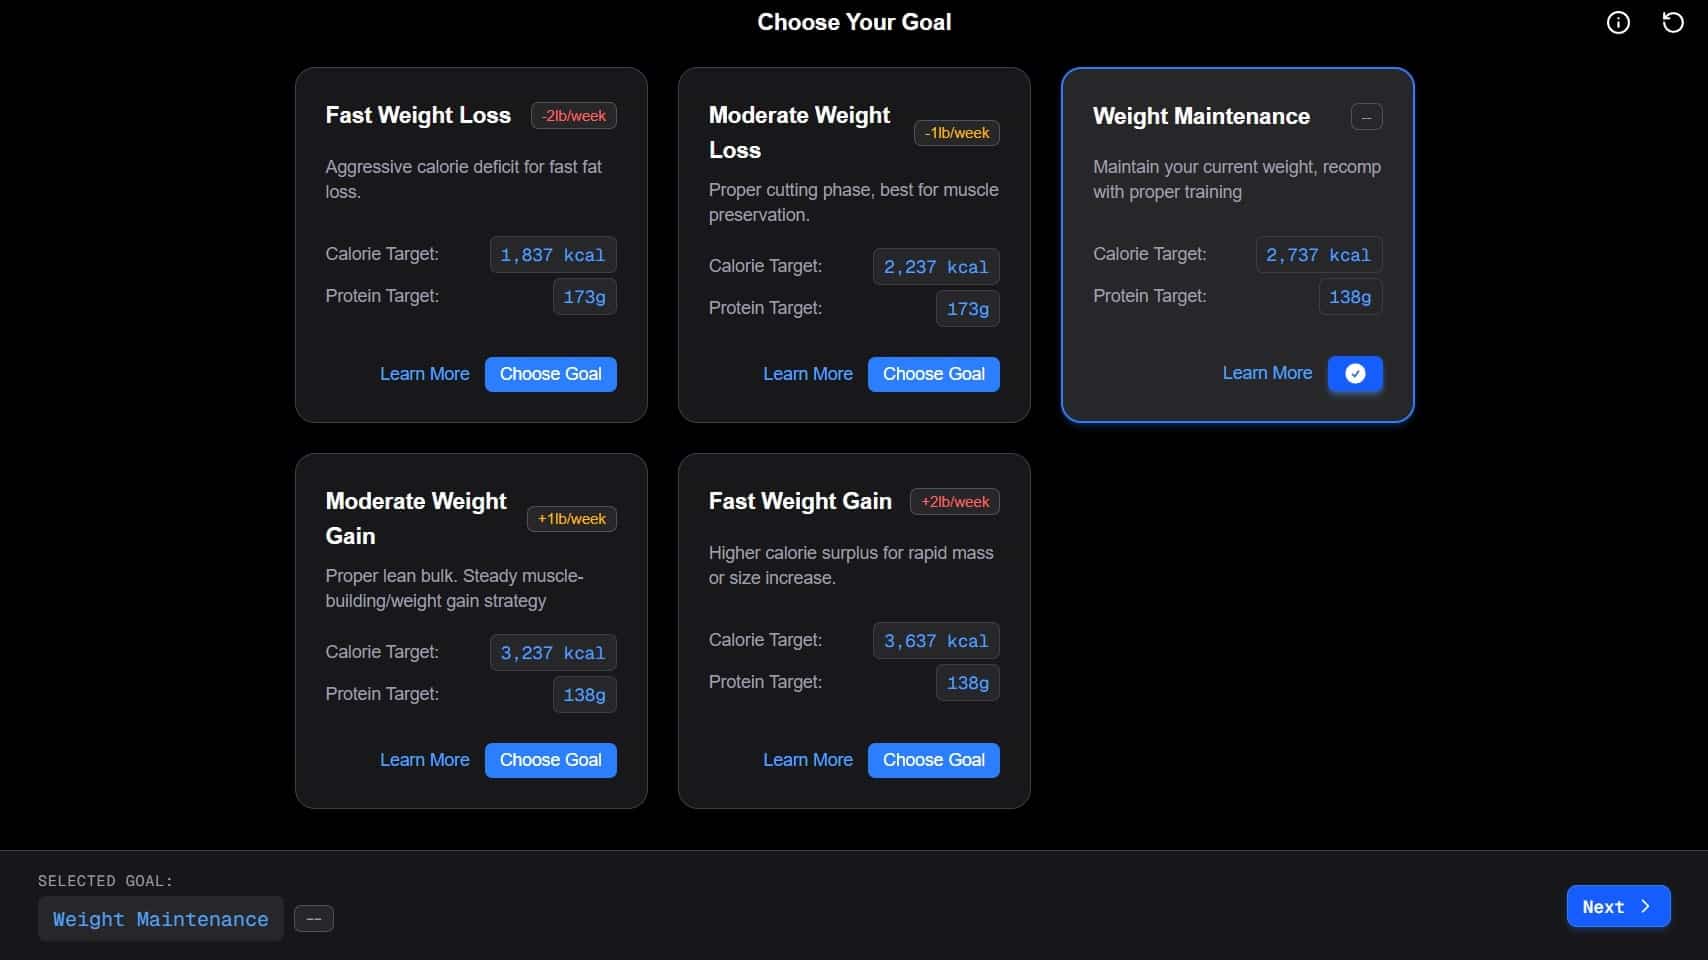 Choose Your Goal
Fast Weight Loss
-2lb/week
Aggressive calorie deficit for fast fat
loss.
Calorie Target:
1,837 kcal
Protein Target:
173g
Learn More
Choose Goal
Moderate Weight
Loss
-1lb/week
Proper cutting phase, best for muscle
preservation.
Calorie Target:
2,237 kcal
Protein Target:
173g
Learn More
Choose Goal
Weight Maintenance
--
Maintain your current weight, recomp
with proper training
Calorie Target:
2,737 kcal
Protein Target:
138g
Learn More
Moderate Weight
Gain
+1lb/week
Proper lean bulk. Steady muscle-
building/weight gain strategy
Calorie Target:
3,237 kcal
Protein Target:
138g
Learn More
Choose Goal
Fast Weight Gain
+2lb/week
Higher calorie surplus for rapid mass
or size increase.
Calorie Target:
3,637 kcal
Protein Target:
138g
Learn More
Choose Goal
SELECTED GOAL:
Weight Maintenance
--
Next